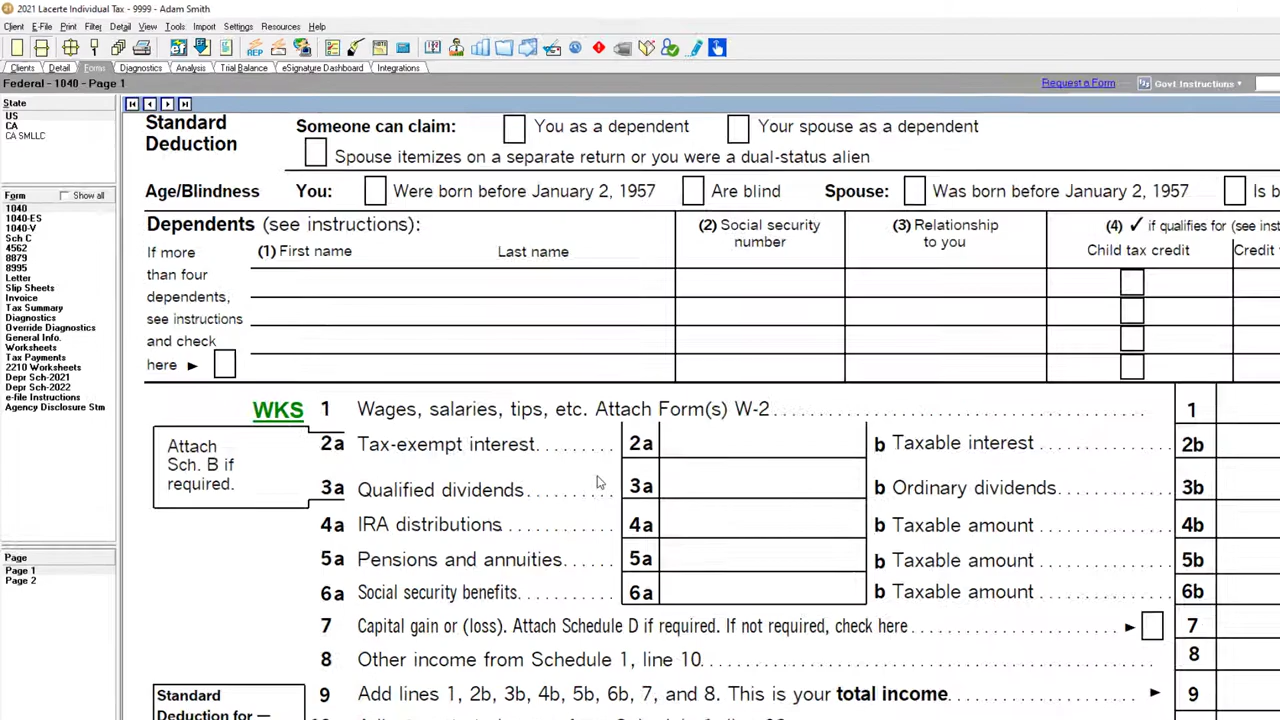 2021 Lacerte Individual Tax - 9999 - Adam Smith
Client E-File Print Filter Detail View Tools Import Settings Resources Help
REP
Clients Detail Forms Diagnostics Analysis Trial Balance eSignature Dashboard Integrations
Federal - 1040 - Page 1 Request a Form Govt Instructions
State
US
CA
CA SMLLC
Form Show all
1040
1040-ES
1040-V
Sch C
4562
8879
8995
Letter
Slip Sheets
Invoice
Tax Summary
Diagnostics
Override Diagnostics
General Info.
Worksheets
Tax Payments
2210 Worksheets
Depr Sch-2021
Depr Sch-2022
e-file Instructions
Agency Disclosure Stm
Page
Page 1
Page 2
Standard Deduction
Someone can claim: You as a dependent Your spouse as a dependent
Spouse itemizes on a separate return or you were a dual-status alien
Age/Blindness You: Were born before January 2, 1957 Are blind Spouse: Was born before January 2, 1957 Is b
Dependents (see instructions): (2) Social security number (3) Relationship to you (4) ✓ if qualifies for (see inst
If more than four dependents, see instructions and check here ►
(1) First name Last name Child tax credit Credit
WKS 1 Wages, salaries, tips, etc. Attach Form(s) W-2 1
Attach Sch. B if required.
2a Tax-exempt interest 2a b Taxable interest 2b
3a Qualified dividends 3a b Ordinary dividends 3b
4a IRA distributions 4a b Taxable amount 4b
5a Pensions and annuities 5a b Taxable amount 5b
6a Social security benefits 6a b Taxable amount 6b
7 Capital gain or (loss). Attach Schedule D if required. If not required, check here ► 7
8 Other income from Schedule 1, line 10 8
9 Add lines 1, 2b, 3b, 4b, 5b, 6b, 7, and 8. This is your total income ► 9
Standard
Deduction for —